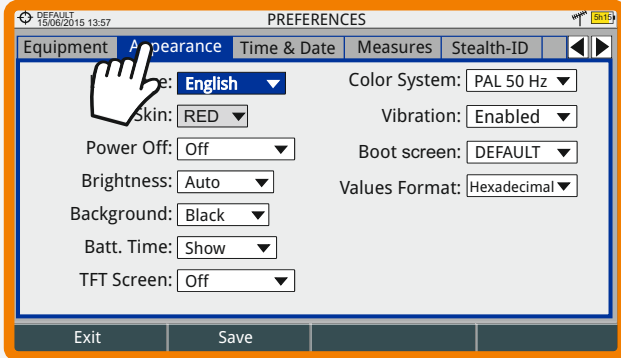 DEFAULT
15/06/2015 13:57
PREFERENCES
5h15
Equipment Appearance Time & Date Measures Stealth-ID
English
Color System: PAL 50 Hz
Skin: RED
Vibration: Enabled
Power Off: Off
Boot screen: DEFAULT
Brightness: Auto
Values Format: Hexadecimal
Background: Black
Batt. Time: Show
TFT Screen: Off
Exit Save